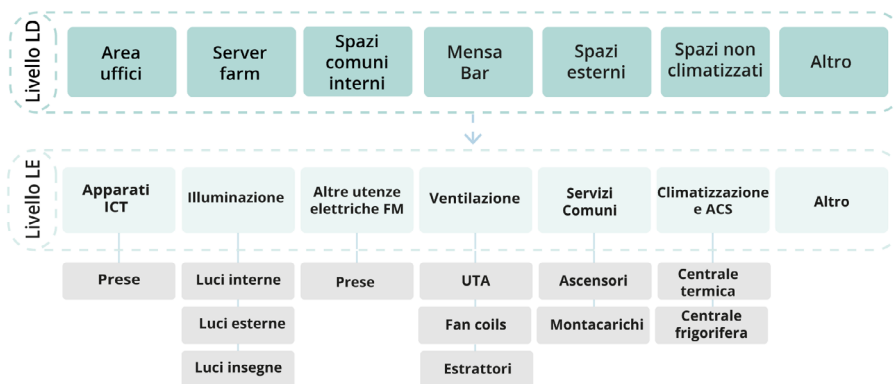 Livello LD
Area
uffici
Server
farm
Spazi
comuni
interni
Mensa
Bar
Spazi
esterni
Spazi non
climatizzati
Altro
Livello LE
Apparati
ICT
Illuminazione
Altre utenze
elettriche FM
Ventilazione
Servizi
Comuni
Climatizzazione
e ACS
Altro
Prese
Luci interne
Prese
UTA
Ascensori
Centrale
termica
Luci esterne
Fan coils
Montacarichi
Centrale
frigorifera
Luci insegne
Estrattori